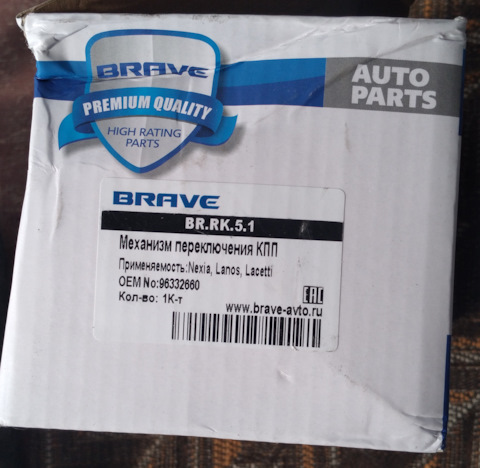 BRAVE
PREMIUM QUALITY
HIGH RATING
PARTS
AUTO
PARTS
BRAVE
BR.RK.5.1
Механизм переключения КПП
Применяемость:Nexia, Lanos, Lacetti
OEM No:96332660
Кол-во: 1К-т
EAC
www.brave-avto.ru